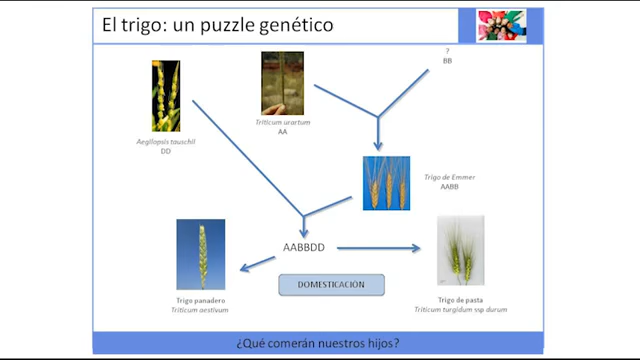 El trigo: un puzzle genético
?
BB
Triticum urartum
AA
Aegilopsis tauschii
DD
Trigo de Emmer
AABB
AABBDD
DOMESTICACIÓN
Trigo panadero
Triticum aestivum
Trigo de pasta
Triticum turgidum ssp durum
¿Qué comerán nuestros hijos?